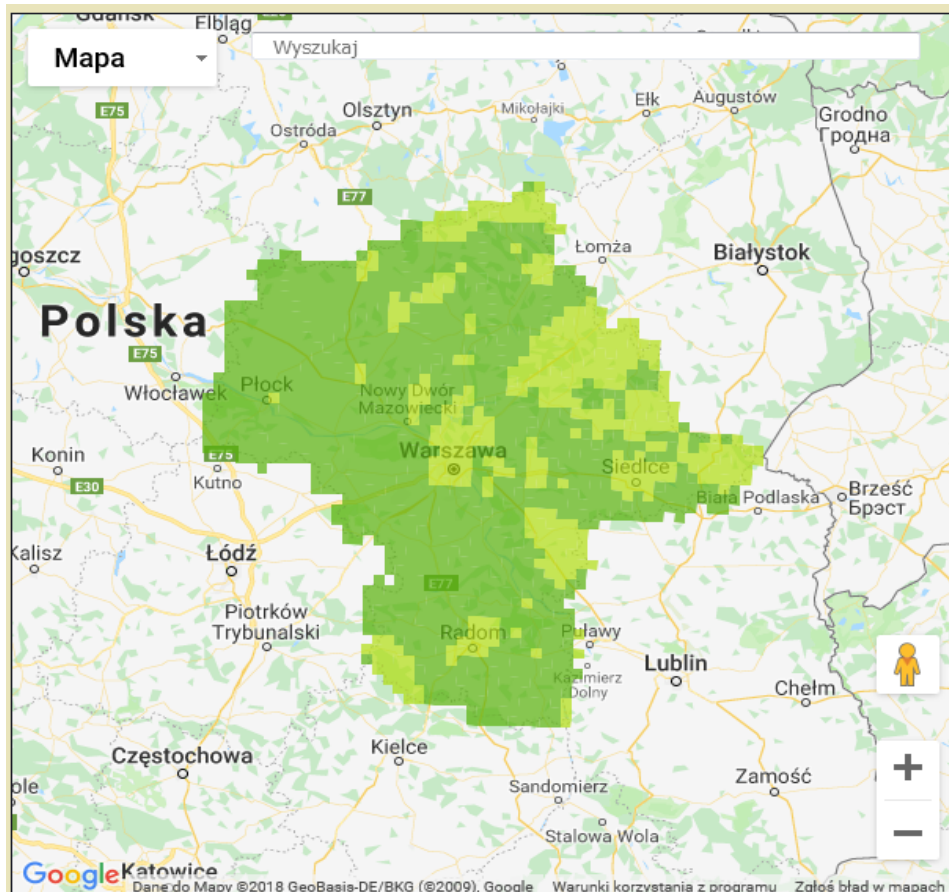 Gdańsk
Elbląg
Mapa
Wyszukaj
E75
Olsztyn
Mikołajki
Ełk
Augustów
Grodno
Гродна
Ostróda
E77
goszcz
Łomża
Białystok
Polska
E75
Włocławek
Płock
Nowy Dwór
Mazowiecki
Warszawa
E75
Konin
Kutno
E30
Siedlce
Biała Podlaska
Brześć
Брэст
Kalisz
Łódź
E77
Piotrków
Trybunalski
Radom
Puławy
Kazimierz
Dolny
Lublin
Chełm
Kielce
Częstochowa
Sandomierz
Zamość
Stalowa Wola
ole
Katowice
Google
Dane do Mapy ©2018 GeoBasis-DE/BKG (©2009), Google Warunki korzystania z programu Zgłoś błąd w mapach